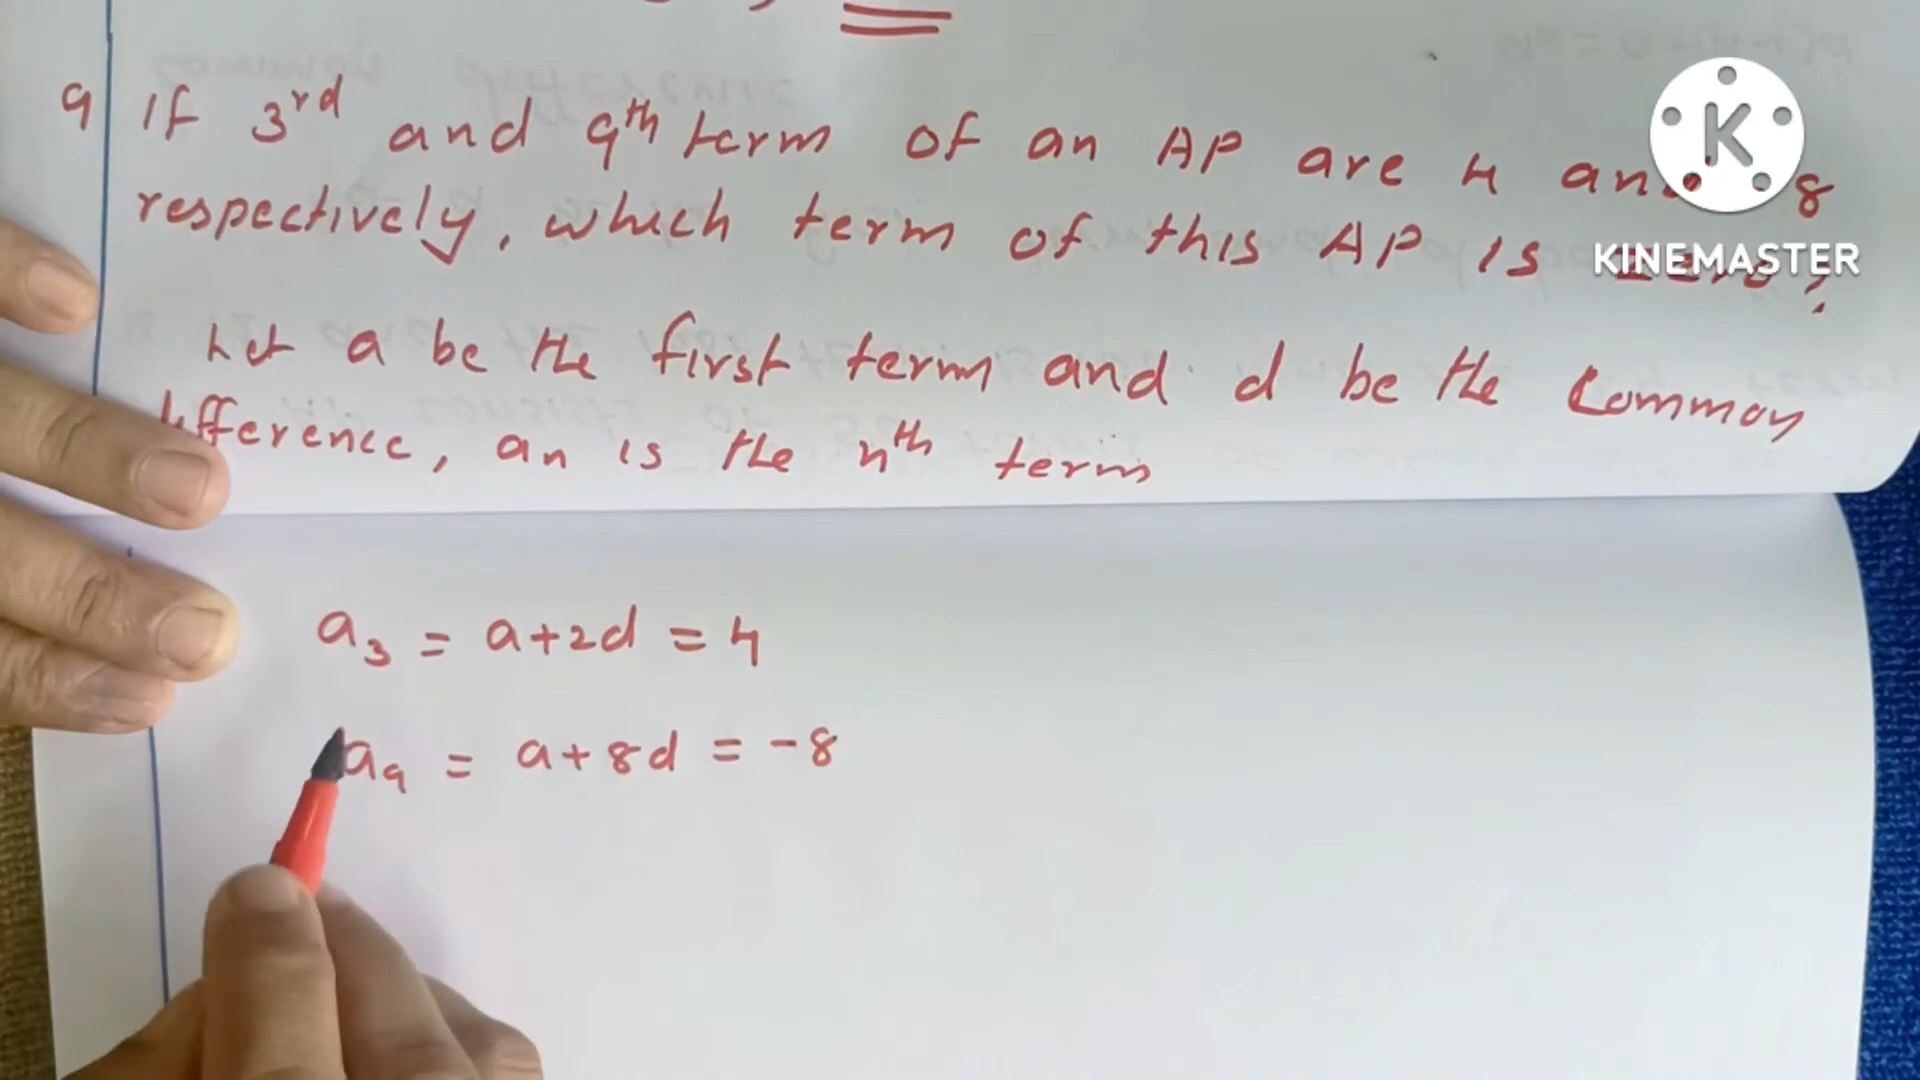 9 If 3rd and 9th term of an AP are 4 and -8
respectively, which term of this AP is zero?
K
KINEMASTER
Let a be the first term and d be the common
difference, an is the nth term
a3 = a+2d = 4
a9 = a+8d = -8